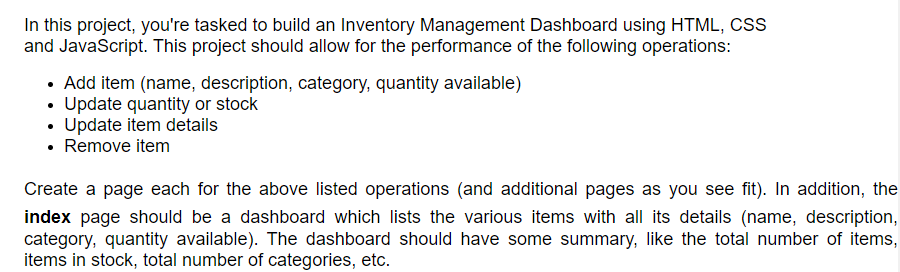 In this project, you're tasked to build an Inventory Management Dashboard using HTML, CSS
and JavaScript. This project should allow for the performance of the following operations:
• Add item (name, description, category, quantity available)
• Update quantity or stock
• Update item details
• Remove item
Create a page each for the above listed operations (and additional pages as you see fit). In addition, the
index page should be a dashboard which lists the various items with all its details (name, description,
category, quantity available). The dashboard should have some summary, like the total number of items,
items in stock, total number of categories, etc.